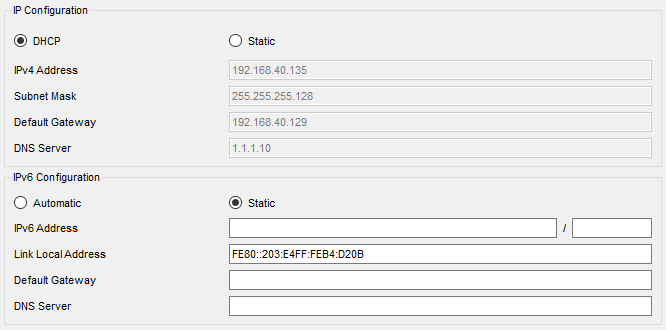 IP Configuration
DHCP Static
IPv4 Address 192.168.40.135
Subnet Mask 255.255.255.128
Default Gateway 192.168.40.129
DNS Server 1.1.1.10
IPv6 Configuration
Automatic Static
IPv6 Address /
Link Local Address FE80::203:E4FF:FEB4:D20B
Default Gateway
DNS Server